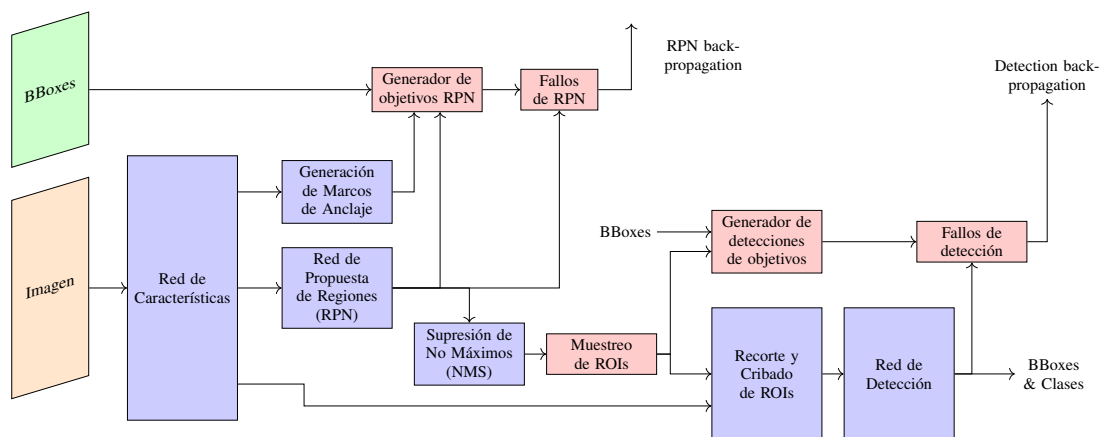 BBoxes
Imagen
Red de
Características
Generación
de Marcos
de Anclaje
Red de
Propuesta
de Regiones
(RPN)
Generador de
objetivos RPN
Fallos
de RPN
RPN back-
propagation
Supresión de
No Máximos
(NMS)
Muestreo
de ROIs
BBoxes
Generador de
detecciones
de objetivos
Recorte y
Cribado
de ROIs
Red de
Detección
Fallos de
detección
Detection back-
propagation
BBoxes
& Clases